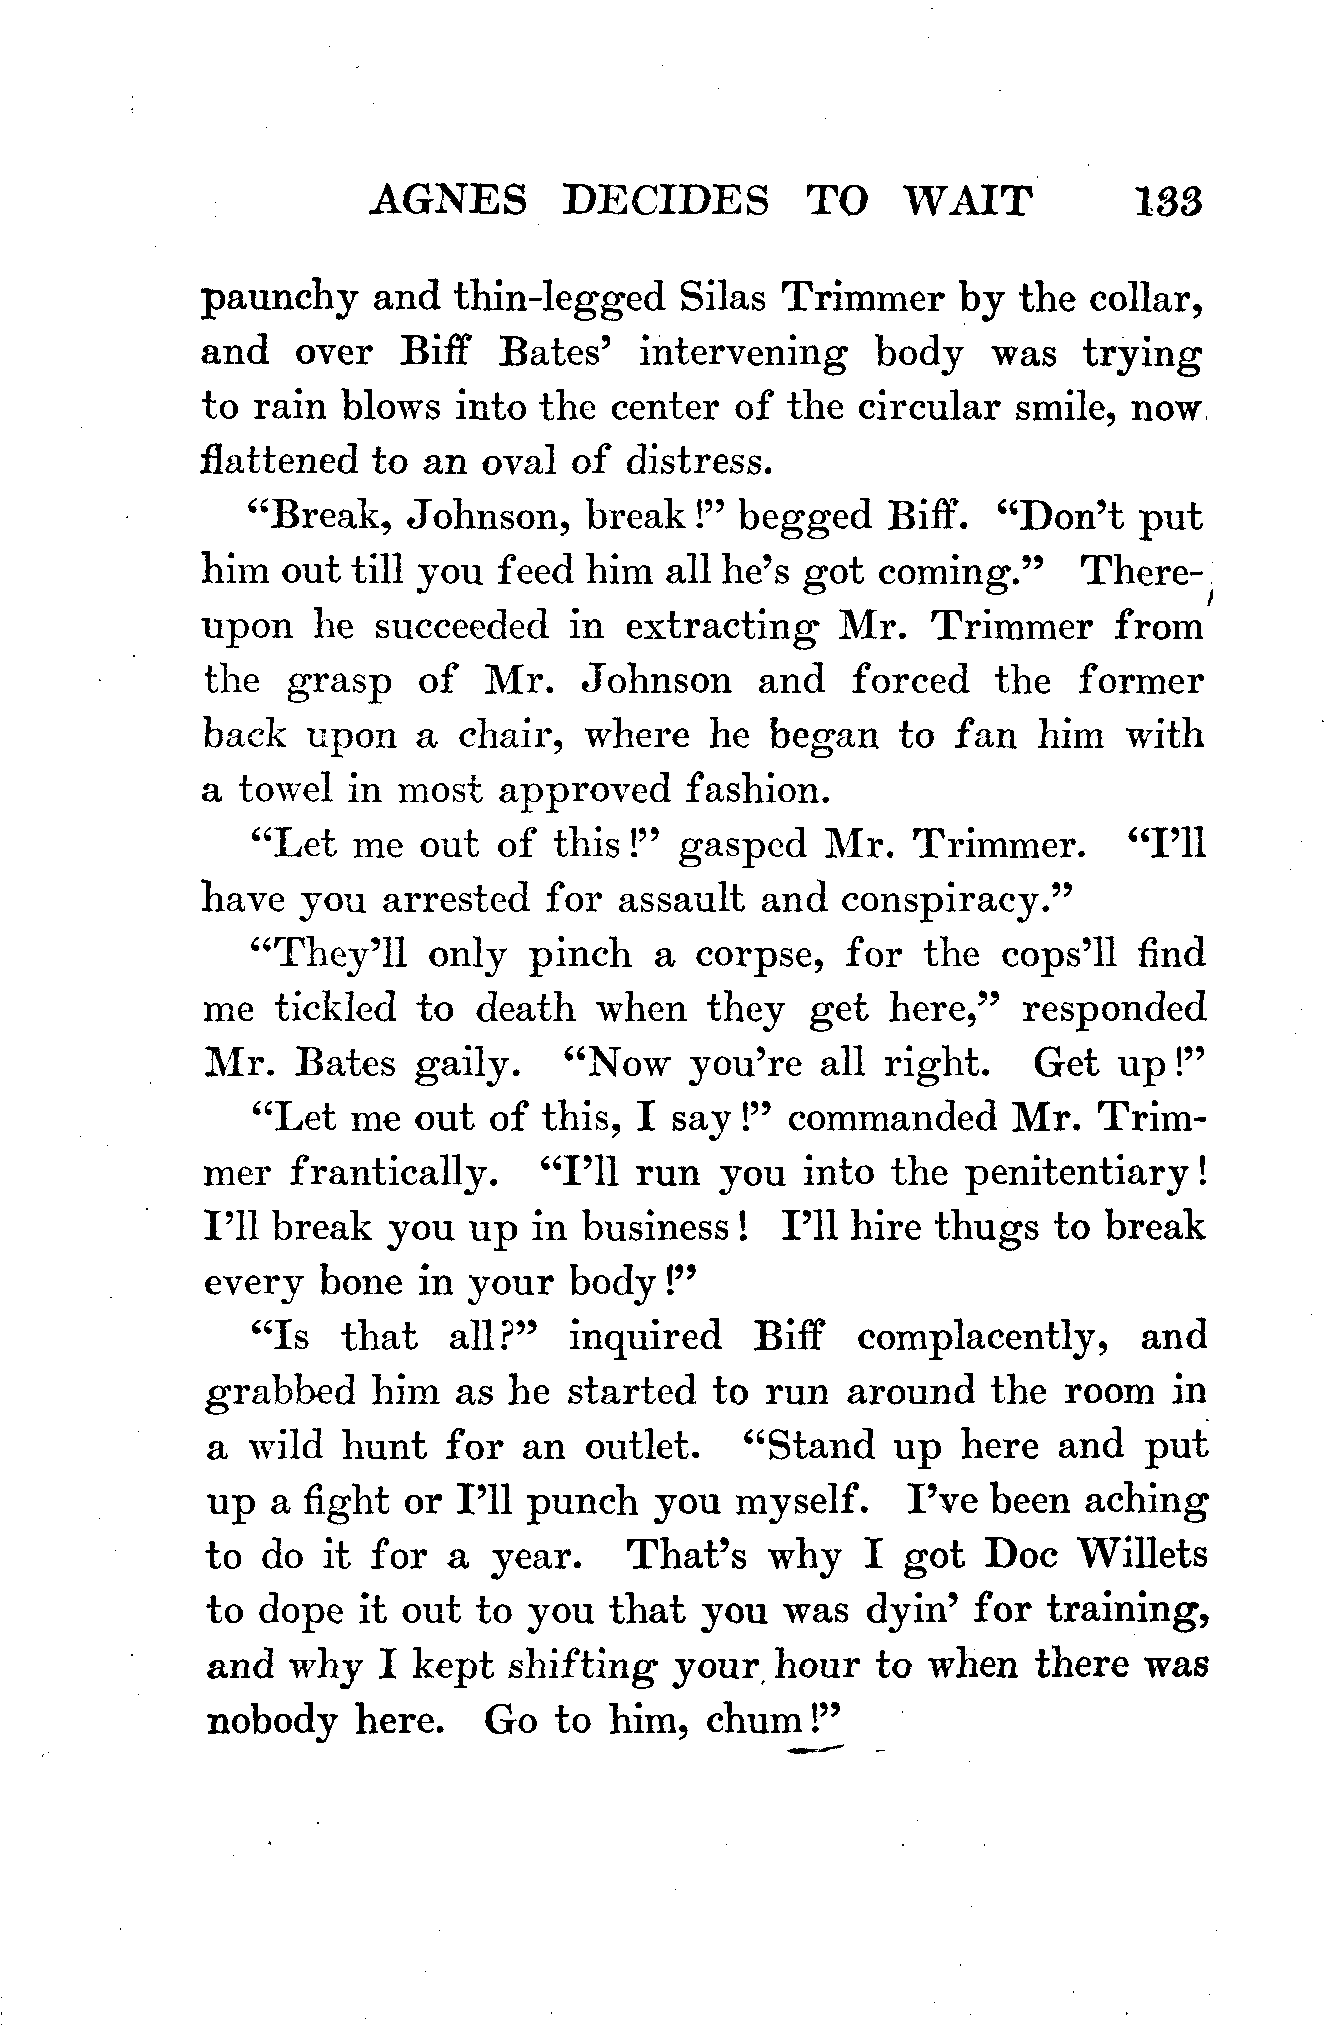 AGNES DECIDES TO WAIT 133
paunchy and thin-legged Silas Trimmer by the collar,
and over Biff Bates’ intervening body was trying
to rain blows into the center of the circular smile, now
flattened to an oval of distress.
“Break, Johnson, break!” begged Biff. “Don’t put
him out till you feed him all he’s got coming.” There-
upon he succeeded in extracting Mr. Trimmer from
the grasp of Mr. Johnson and forced the former
back upon a chair, where he began to fan him with
a towel in most approved fashion.
“Let me out of this!” gasped Mr. Trimmer. “I’ll
have you arrested for assault and conspiracy.”
“They’ll only pinch a corpse, for the cops’ll find
me tickled to death when they get here,” responded
Mr. Bates gaily. “Now you’re all right. Get up!”
“Let me out of this, I say!” commanded Mr. Trim-
mer frantically. “I’ll run you into the penitentiary!
I’ll break you up in business! I’ll hire thugs to break
every bone in your body!”
“Is that all?” inquired Biff complacently, and
grabbed him as he started to run around the room in
a wild hunt for an outlet. “Stand up here and put
up a fight or I’ll punch you myself. I’ve been aching
to do it for a year. That’s why I got Doc Willets
to dope it out to you that you was dyin’ for training,
and why I kept shifting your hour to when there was
nobody here. Go to him, chum!”